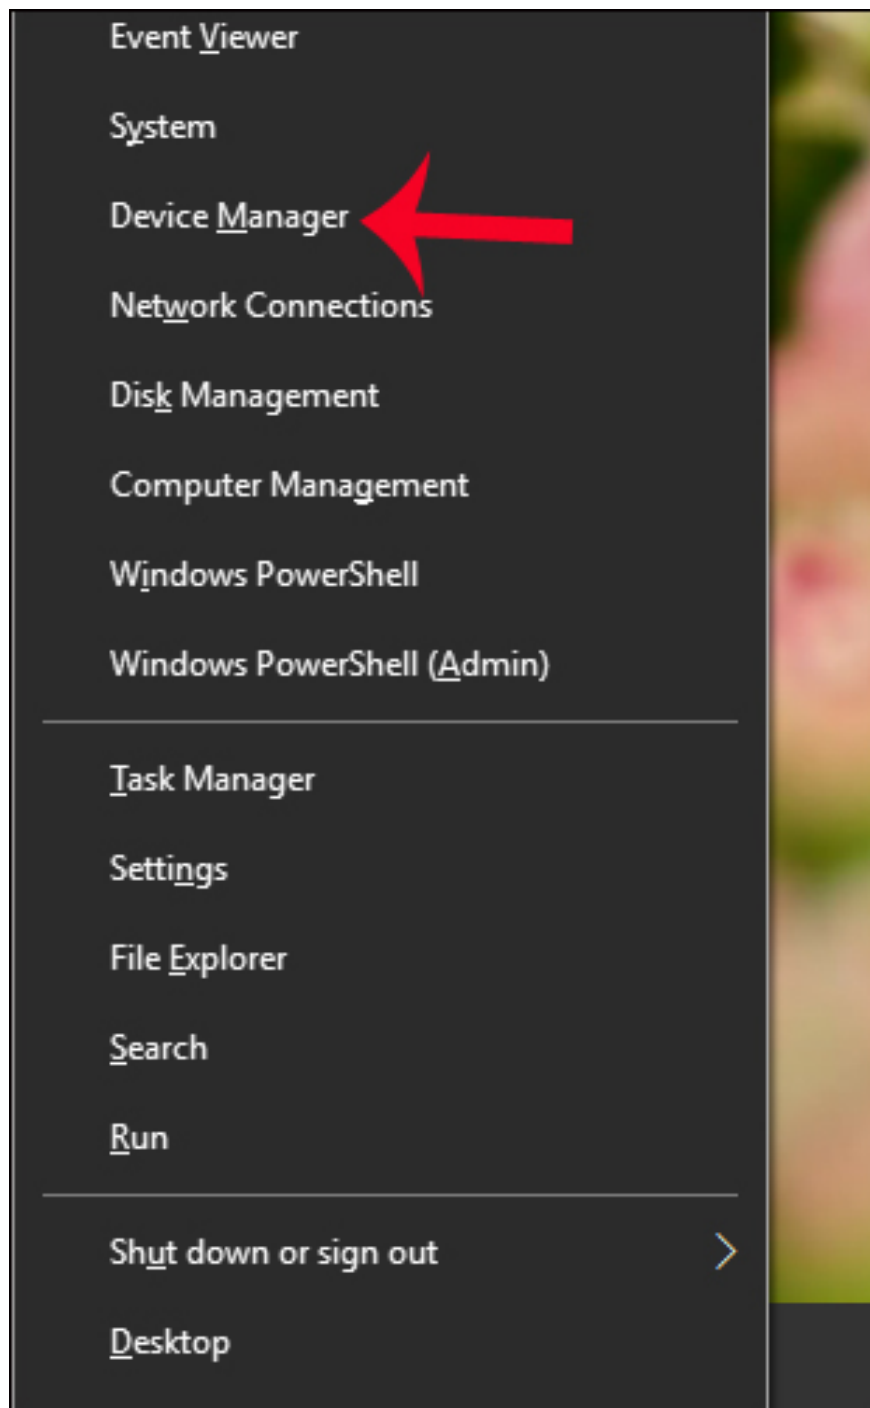 Event Viewer
System
Device Manager
Network Connections
Disk Management
Computer Management
Windows PowerShell
Windows PowerShell (Admin)
Task Manager
Settings
File Explorer
Search
Run
Shut down or sign out
Desktop